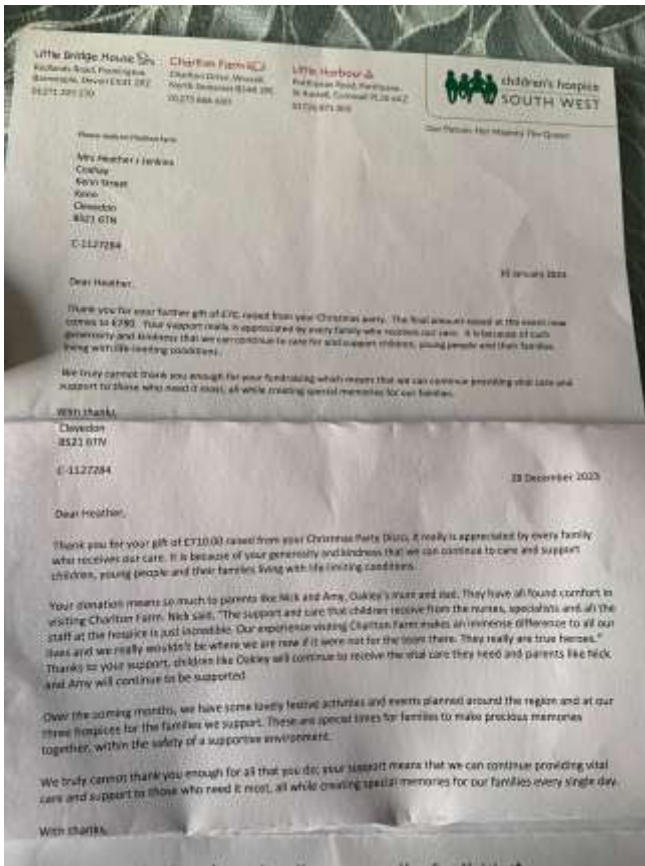 Little Bridge House
Charlton Farm
Little Harbour
children's hospice
SOUTH WEST
Our Patron: Her Majesty The Queen
Mrs Heather J Jenkins
Kenn Street
Kenn
Clevedon
BS21 6TN
C-1127284
January
Dear Heather,
Thank you for your further gift of £70, raised from your Christmas party. The final amount raised at the event now
comes to £780. Your support really is appreciated by every family who receives our care. It is because of such
generosity and kindness that we can continue to care for and support children, young people and their families
living with life-limiting conditions.
We truly cannot thank you enough for your fundraising which means that we can continue providing vital care and
support to those who need it most, all while creating special memories for our families.
With thanks,
Clevedon
BS21 6TN
C-1127284
28 December 2023
Dear Heather,
Thank you for your gift of £710.00 raised from your Christmas Party Disco, it really is appreciated by every family
who receives our care. It is because of your generosity and kindness that we can continue to care and support
children, young people and their families living with life limiting conditions.
Your donation means so much to parents like Nick and Amy, Oakley's mum and dad. They have all found comfort in
visiting Charlton Farm. Nick said, "The support and care that children receive from the nurses, specialists and all the
staff at the hospice is just incredible. Our experience visiting Charlton Farm makes an immense difference to all our
lives and we really wouldn't be where we are now if it were not for the team there. They really are true heroes."
Thanks to your support, children like Oakley will continue to receive the vital care they need and parents like Nick
and Amy will continue to be supported.
Over the coming months, we have some lovely festive activities and events planned around the region and at our
three hospices for the families we support. These are special times for families to make precious memories
together, within the safety of a supportive environment.
We truly cannot thank you enough for all that you do; your support means that we can continue providing vital
care and support to those who need it most, all while creating special memories for our families every single day.
With thanks,